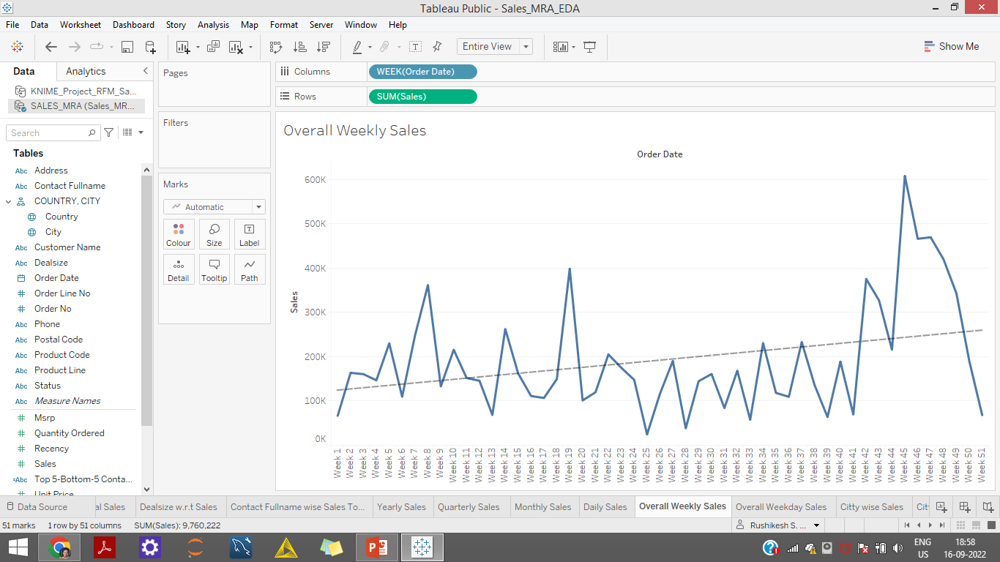 Tableau Public - Sales_MRA_EDA
File Data Worksheet Dashboard Story Analysis Map Format Server Window Help
Entire View
Show Me
Data Analytics
KNIME_Project_RFM_Sa...
SALES_MRA (Sales_MR...
Search
Tables
Abc Address
Abc Contact Fullname
COUNTRY, CITY
Country
City
Abc Customer Name
Abc Dealsize
Order Date
Order Line No
Order No
Abc Phone
Abc Postal Code
Abc Product Code
Abc Product Line
Abc Status
Abc Measure Names
Msrp
Quantity Ordered
Recency
Sales
=Abc Top 5-Bottom-5 Conta...
Unit Price
Pages
Filters
Marks
Automatic
Colour Size Label
Detail Tooltip Path
Columns WEEK(Order Date)
Rows SUM(Sales)
Overall Weekly Sales
Order Date
Sales
600K
500K
400K
300K
200K
100K
0K
Week 1
Week 2
Week 3
Week 4
Week 5
Week 6
Week 7
Week 8
Week 9
Week 10
Week 11
Week 12
Week 13
Week 14
Week 15
Week 16
Week 17
Week 18
Week 19
Week 20
Week 21
Week 22
Week 23
Week 24
Week 25
Week 26
Week 27
Week 28
Week 29
Week 30
Week 31
Week 32
Week 33
Week 34
Week 35
Week 36
Week 37
Week 38
Week 39
Week 40
Week 41
Week 42
Week 43
Week 44
Week 45
Week 46
Week 47
Week 48
Week 49
Week 50
Week 51
Data Source al Sales Dealsize w.r.t Sales Contact Fullname wise Sales To... Yearly Sales Quarterly Sales Monthly Sales Daily Sales Overall Weekly Sales Overall Weekday Sales Citty wise Sales Citt
51 marks 1 row by 51 columns SUM(Sales): 9,760,222 Rushikesh S. ...
ENG 18:58
US 16-09-2022